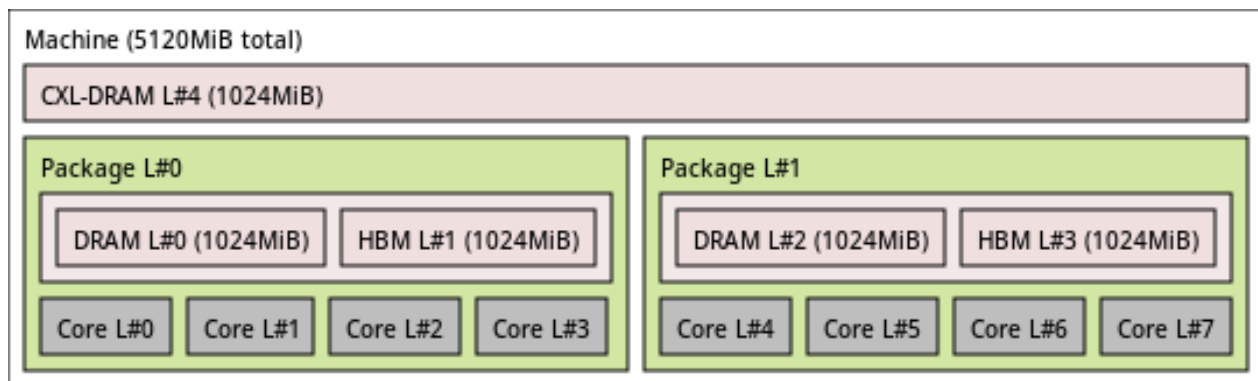 Machine (5120MiB total)
CXL-DRAM L#4 (1024MiB)
Package L#0
DRAM L#0 (1024MiB)
HBM L#1 (1024MiB)
Core L#0
Core L#1
Core L#2
Core L#3
Package L#1
DRAM L#2 (1024MiB)
HBM L#3 (1024MiB)
Core L#4
Core L#5
Core L#6
Core L#7